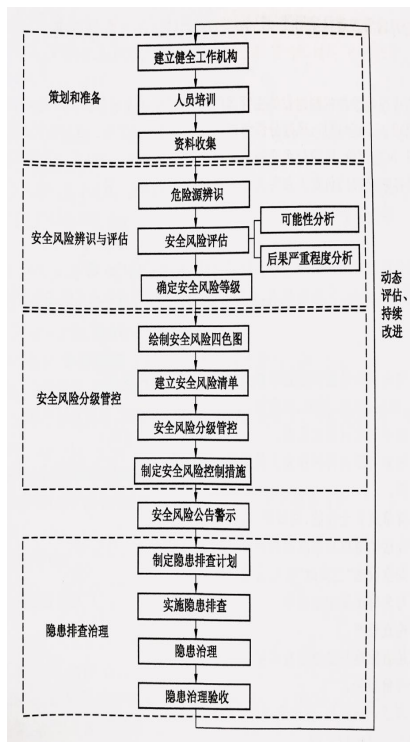 建立健全工作机构
策划和准备
人员培训
资料收集
危险源辨识
可能性分析
安全风险辨识与评估
安全风险评估
后果严重程度分析
确定安全风险等级
动态
评估、
持续
改进
绘制安全风险四色图
建立安全风险清单
安全风险分级管控
安全风险分级管控
制定安全风险控制措施
安全风险公告警示
制定隐患排查计划
实施隐患排查
隐患排查治理
隐患治理
隐患治理验收